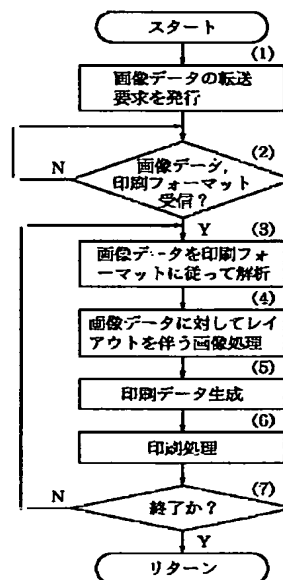 スタート
(1)
画像データの転送
要求を発行
(2)
N
画像データ,
印刷フォーマット
受信？
Y
(3)
画像データを印刷フォ
ーマットに従って解析
(4)
画像データに対してレイ
アウトを伴う画像処理
(5)
印刷データ生成
(6)
印刷処理
(7)
N
終了か？
Y
リターン